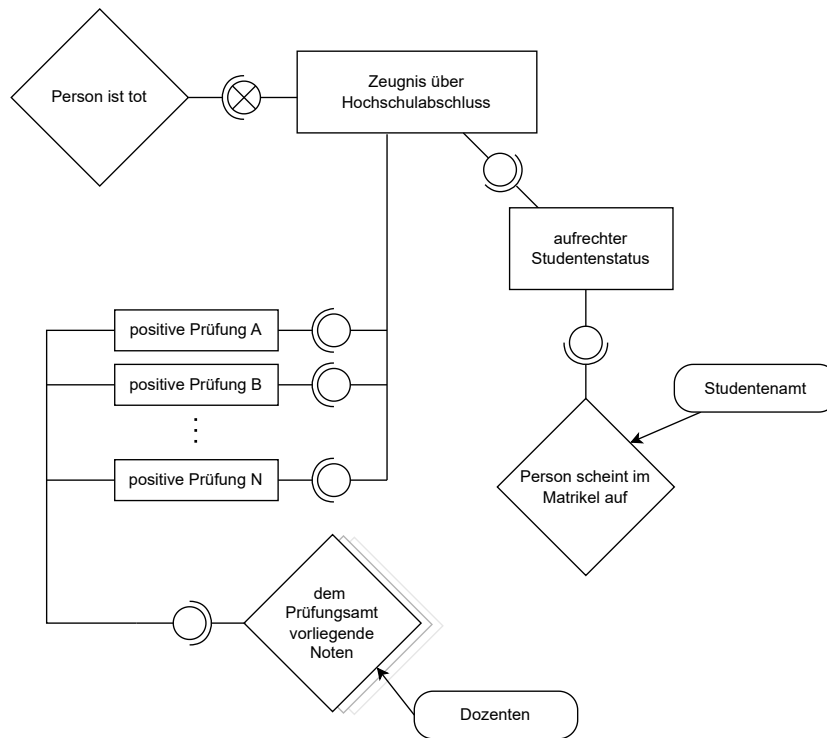 Person ist tot
Zeugnis über
Hochschulabschluss
aufrechter
Studentenstatus
positive Prüfung A
positive Prüfung B
positive Prüfung N
Studentenamt
Person scheint im
Matrikel auf
dem
Prüfungsamt
vorliegende
Noten
Dozenten